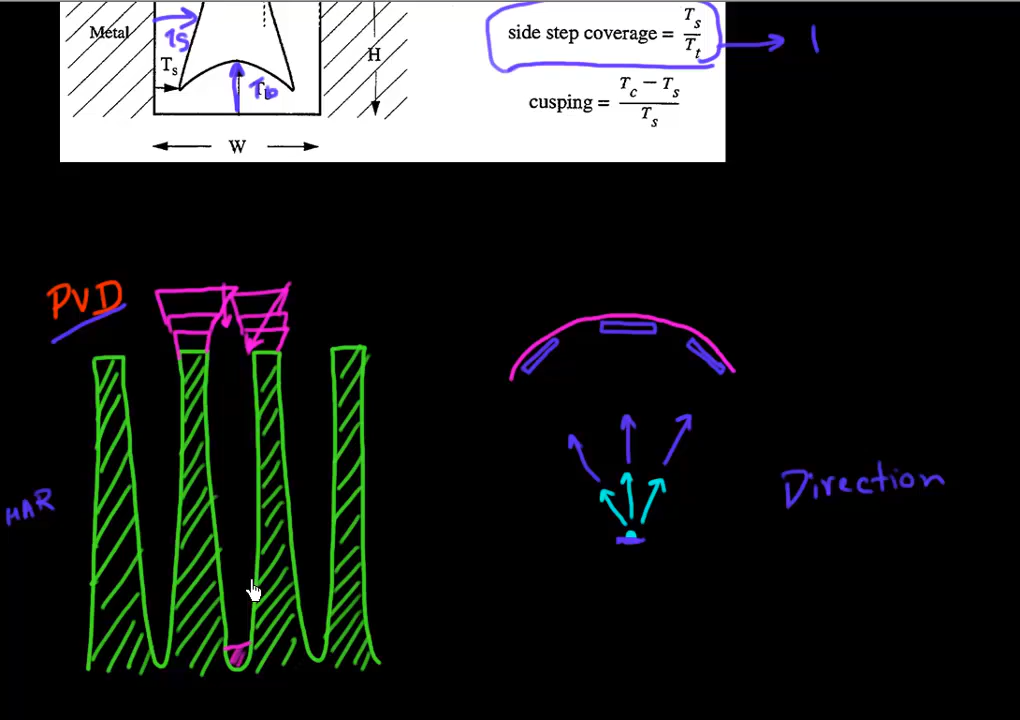 Metal
TS
Ts
Tb
H
W
side step coverage = Ts / Tt
→ 1
cusping = Tc − Ts / Ts
PVD
HAR
Direction